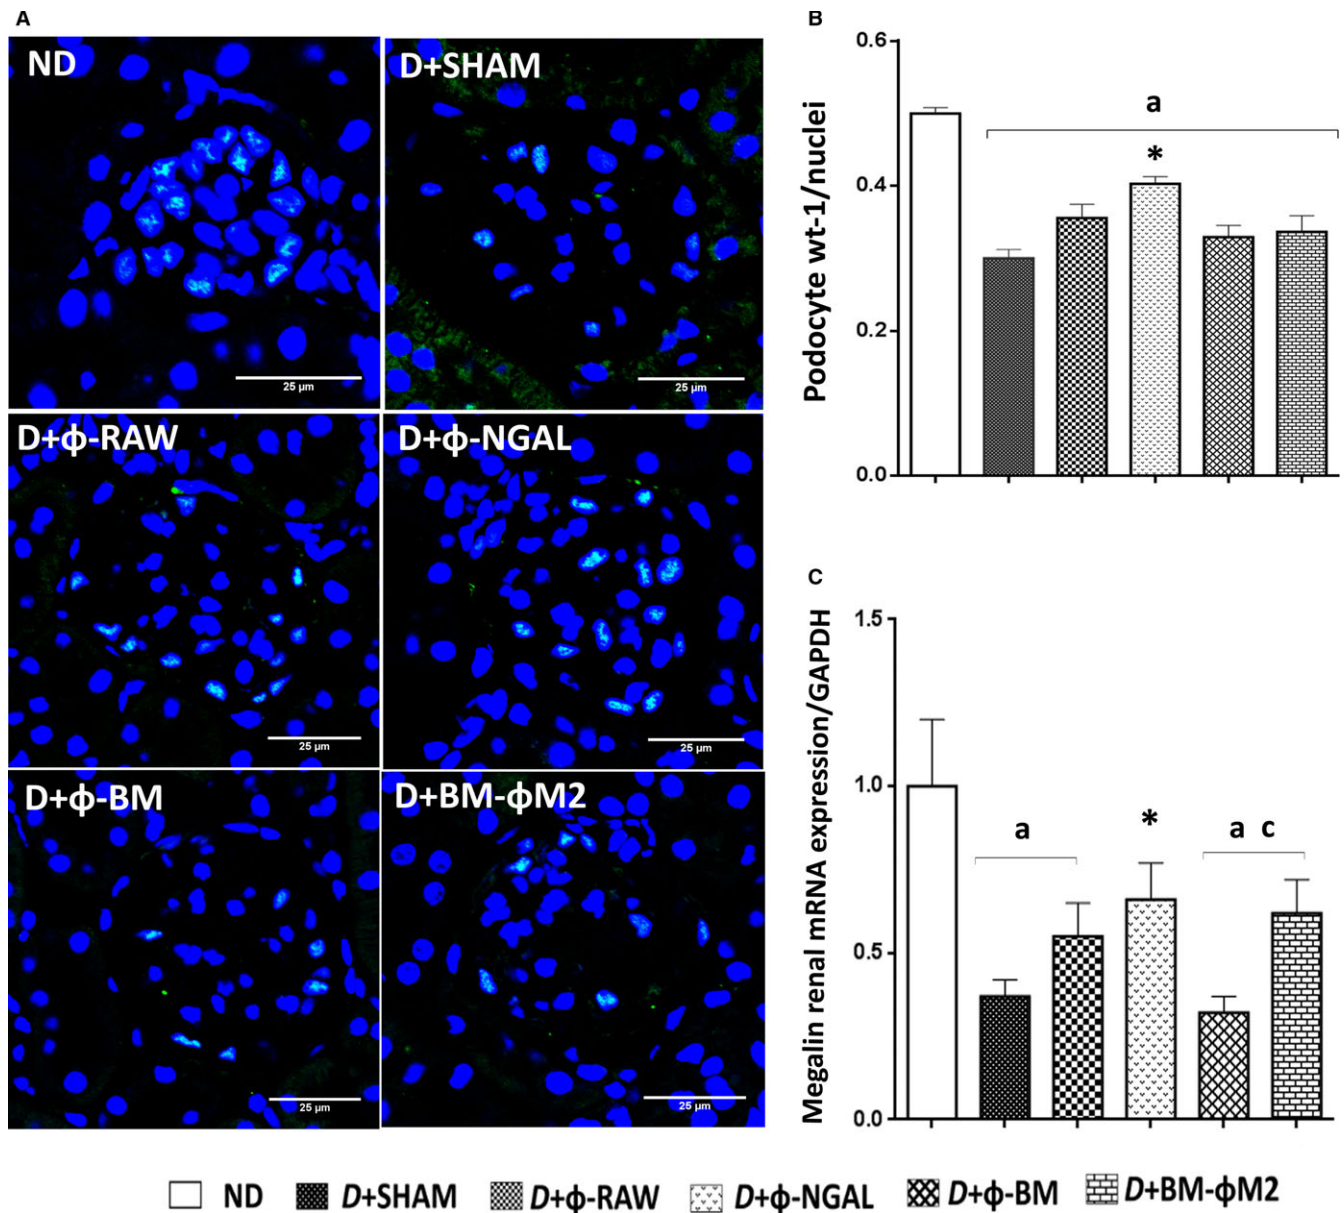 A
ND
D+SHAM
25 µm
25 µm
D+ϕ-RAW
D+ϕ-NGAL
25 µm
25 µm
D+ϕ-BM
D+BM-ϕM2
25 µm
25 µm
B
Podocyte wt-1/nuclei
0.6
0.4
0.2
0.0
a
*
C
Megalin renal mRNA expression/GAPDH
1.5
1.0
0.5
0.0
a
*
a c
ND D+SHAM D+ϕ-RAW D+ϕ-NGAL D+ϕ-BM D+BM-ϕM2